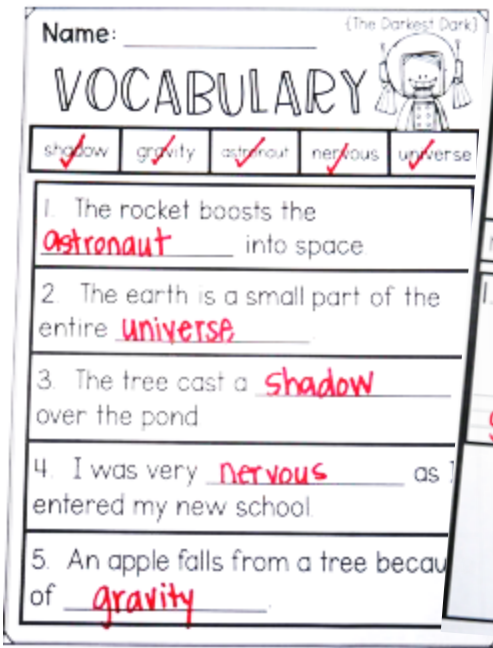 {The Darkest Dark}
Name:
VOCABULARY
shadow gravity astronaut nervous universe
1. The rocket boosts the
astronaut into space.
2. The earth is a small part of the
entire universe.
3. The tree cast a shadow
over the pond
4. I was very nervous as I
entered my new school.
5. An apple falls from a tree becau
of gravity.